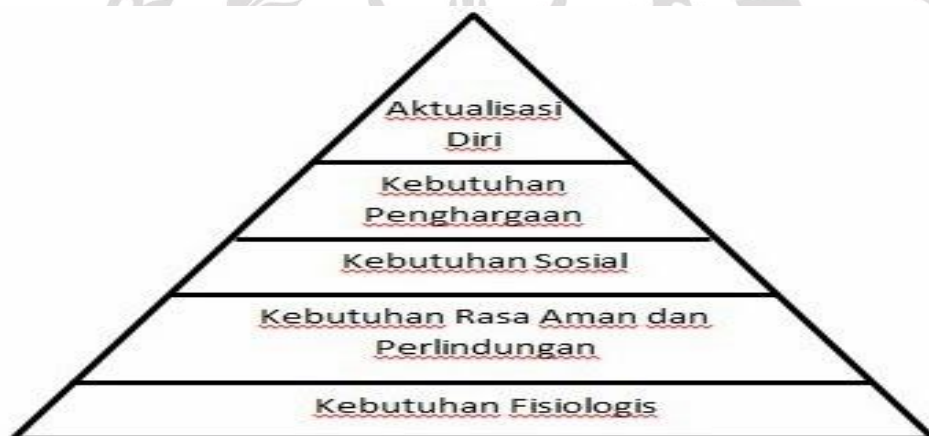 Aktualisasi
Diri
Kebutuhan
Penghargaan
Kebutuhan Sosial
Kebutuhan Rasa Aman dan
Perlindungan
Kebutuhan Fisiologis